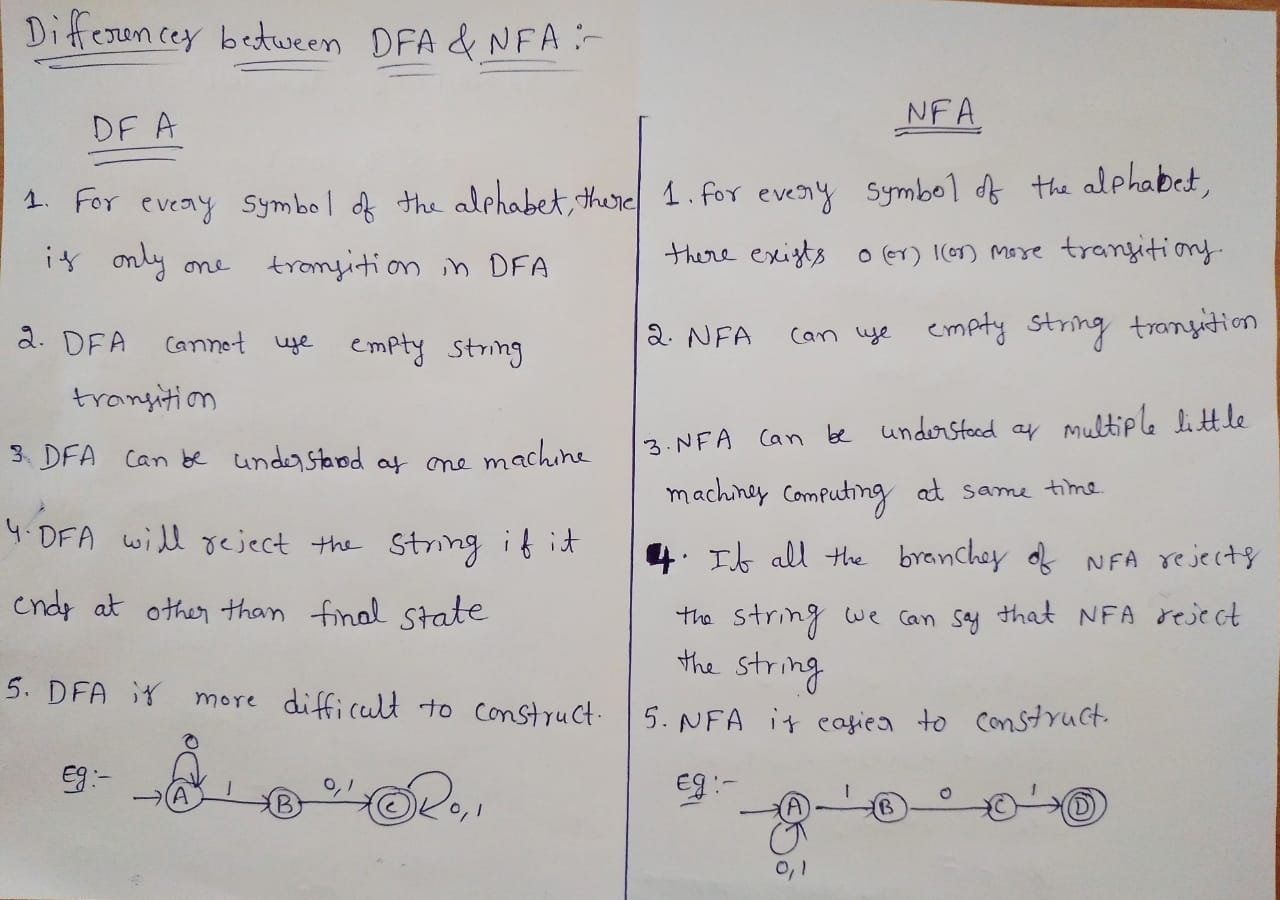 Differences between DFA & NFA :-
DFA
1. For every symbol of the alphabet, there
is only one transition in DFA
2. DFA cannot use empty string
transition
3. DFA can be understood as one machine
4. DFA will reject the string if it
ends at other than final state
5. DFA is more difficult to construct.
Eg:-
0
A 1 B 0,1 C 0,1
NFA
1. for every symbol of the alphabet,
there exists 0 (or) 1(or) more transitions.
2. NFA can use empty string transition
3. NFA can be understood as multiple little
machines computing at same time.
4. If all the branches of NFA rejects
the string we can say that NFA reject
the string
5. NFA is easier to construct.
Eg:-
A 1 B 0 C 1 D
0,1